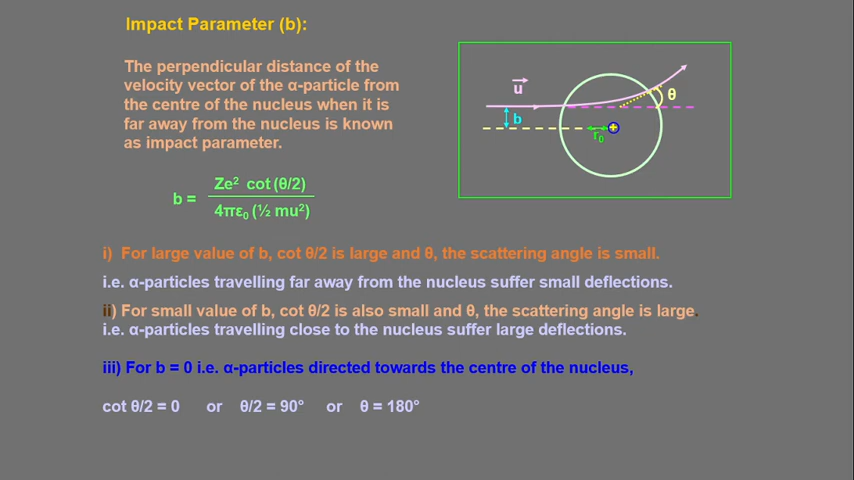 Impact Parameter (b):
The perpendicular distance of the
velocity vector of the α-particle from
the centre of the nucleus when it is
far away from the nucleus is known
as impact parameter.
b = Ze² cot (θ/2)
4πε₀ (½ mu²)
u
θ
b
r₀
+
i) For large value of b, cot θ/2 is large and θ, the scattering angle is small.
i.e. α-particles travelling far away from the nucleus suffer small deflections.
ii) For small value of b, cot θ/2 is also small and θ, the scattering angle is large.
i.e. α-particles travelling close to the nucleus suffer large deflections.
iii) For b = 0 i.e. α-particles directed towards the centre of the nucleus,
cot θ/2 = 0 or θ/2 = 90° or θ = 180°